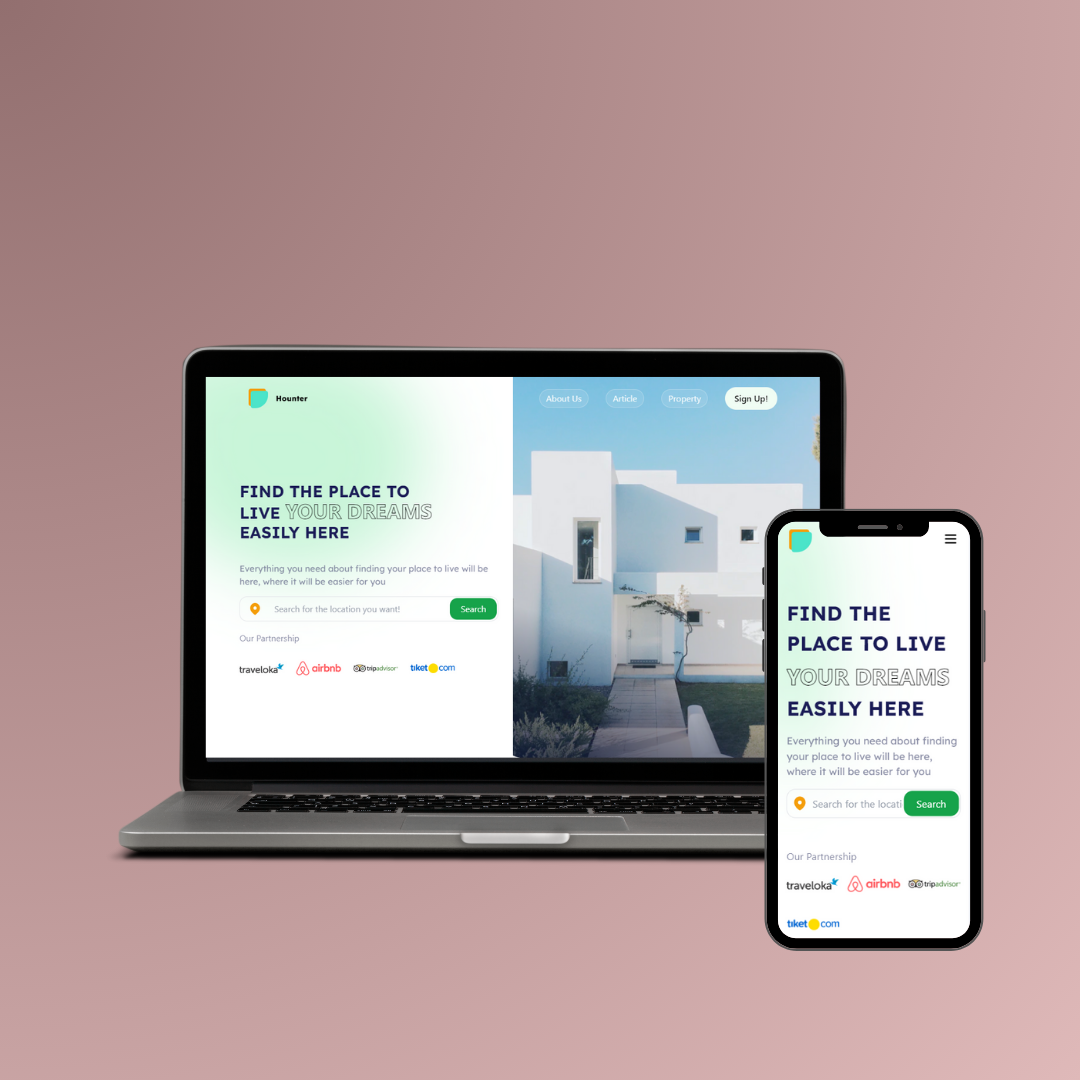 Hounter
About Us
Article
Property
Sign Up!
FIND THE PLACE TO
LIVE YOUR DREAMS
EASILY HERE
Everything you need about finding your place to live will be
here, where it will be easier for you
Search for the location you want!
Search
Our Partnership
traveloka
airbnb
tripadvisor
tiket com
FIND THE
PLACE TO LIVE
YOUR DREAMS
EASILY HERE
Everything you need about finding
your place to live will be here,
where it will be easier for you
Search for the locati
Search
Our Partnership
traveloka
airbnb
tripadvisor
tiket com